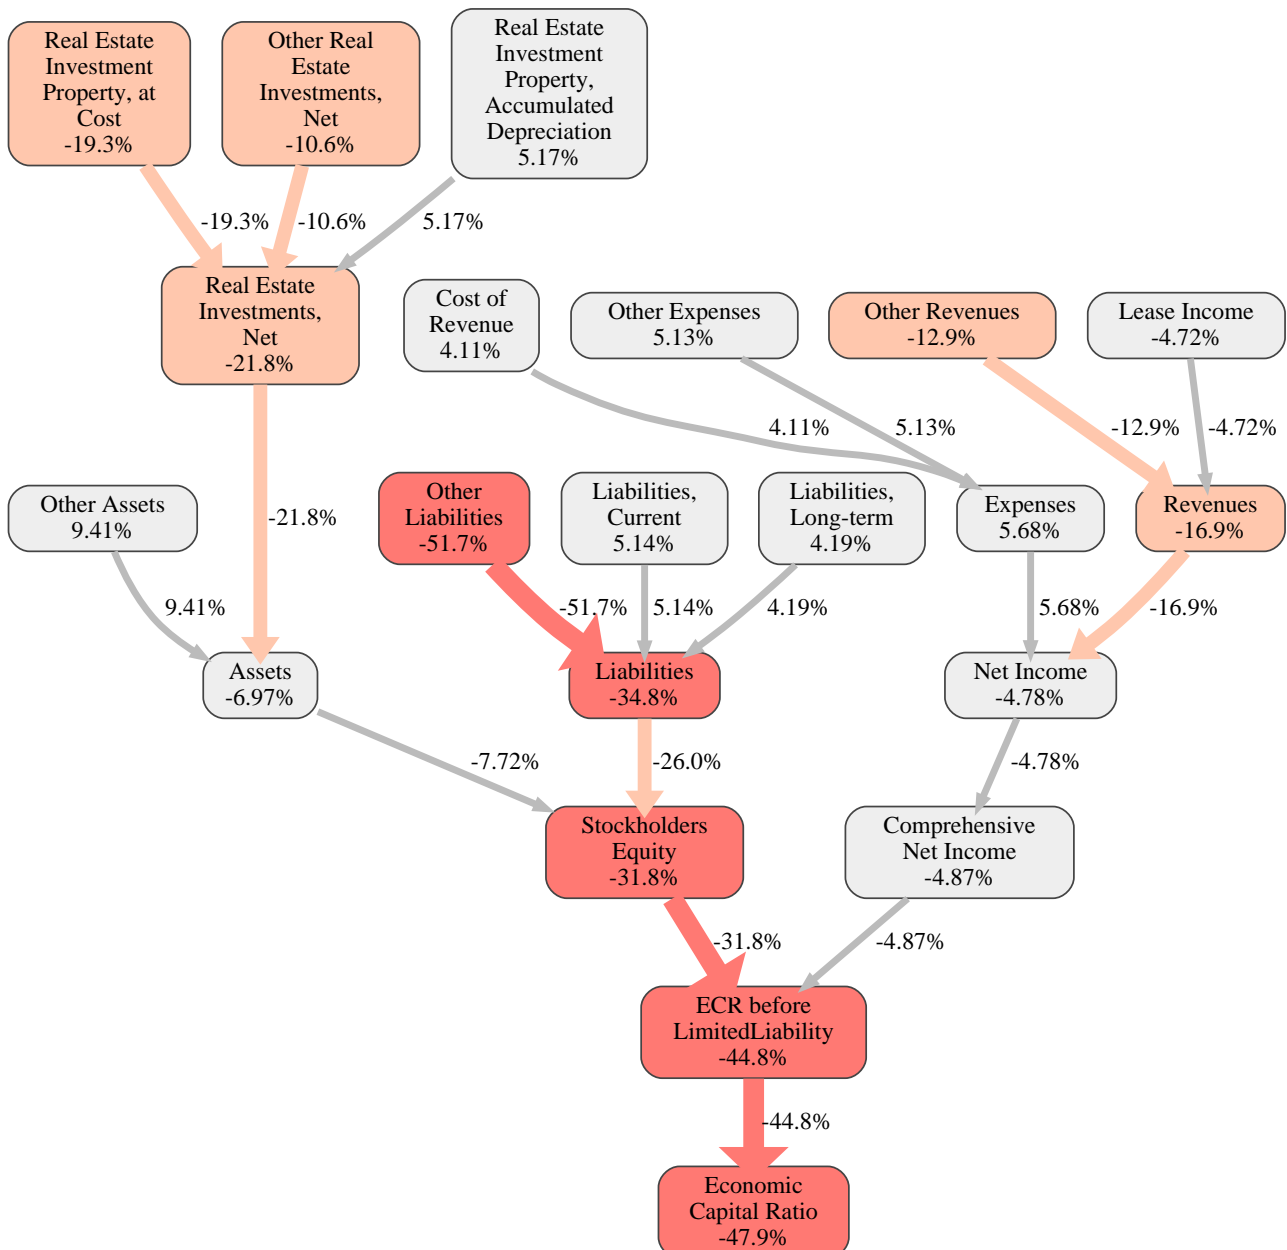 Real Estate
Investment
Property, at
Cost
-19.3%
Other Real
Estate
Investments,
Net
-10.6%
Real Estate
Investment
Property,
Accumulated
Depreciation
5.17%
-19.3%
-10.6%
5.17%
Real Estate
Investments,
Net
-21.8%
Cost of
Revenue
4.11%
Other Expenses
5.13%
Other Revenues
-12.9%
Lease Income
-4.72%
4.11%
5.13%
-12.9%
-4.72%
Other Assets
9.41%
-21.8%
Other
Liabilities
-51.7%
Liabilities,
Current
5.14%
Liabilities,
Long-term
4.19%
Expenses
5.68%
Revenues
-16.9%
9.41%
-51.7%
5.14%
4.19%
5.68%
-16.9%
Assets
-6.97%
Liabilities
-34.8%
Net Income
-4.78%
-7.72%
-26.0%
-4.78%
Stockholders
Equity
-31.8%
Comprehensive
Net Income
-4.87%
-31.8%
-4.87%
ECR before
LimitedLiability
-44.8%
-44.8%
Economic
Capital Ratio
-47.9%